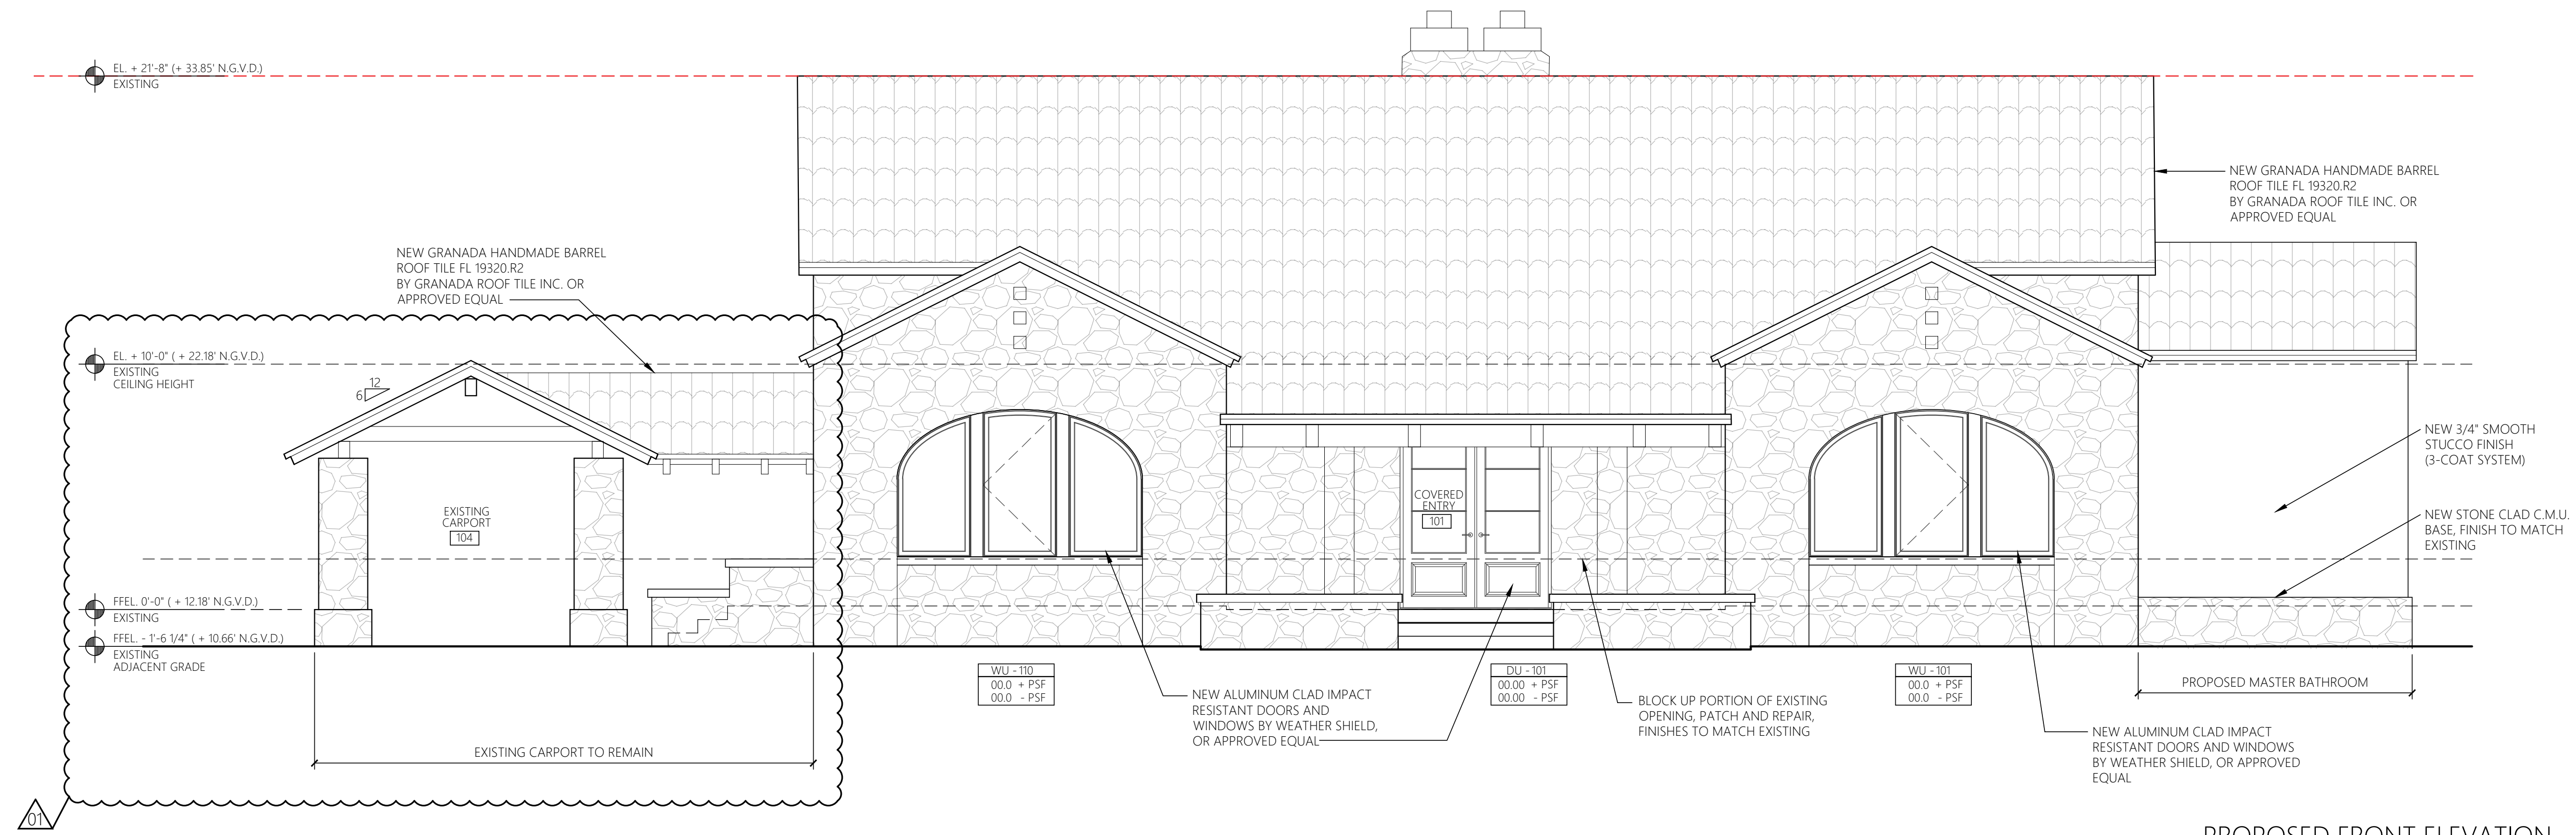 EL. + 21'-8" (+ 33.85' N.G.V.D.)
EXISTING
NEW GRANADA HANDMADE BARREL
ROOF TILE FL 19320.R2
BY GRANADA ROOF TILE INC. OR
APPROVED EQUAL
NEW GRANADA HANDMADE BARREL
ROOF TILE FL 19320.R2
BY GRANADA ROOF TILE INC. OR
APPROVED EQUAL
EL. + 10'-0" ( + 22.18' N.G.V.D.)
EXISTING
CEILING HEIGHT
12
6
NEW 3/4" SMOOTH
STUCCO FINISH
(3-COAT SYSTEM)
COVERED
ENTRY
101
EXISTING
CARPORT
104
NEW STONE CLAD C.M.U.
BASE, FINISH TO MATCH
EXISTING
FFEL. 0'-0" ( + 12.18' N.G.V.D.)
EXISTING
FFEL. - 1'-6 1/4" ( + 10.66' N.G.V.D.)
EXISTING
ADJACENT GRADE
WU - 110
00.0 + PSF
00.0 - PSF
DU - 101
00.00 + PSF
00.00 - PSF
WU - 101
00.0 + PSF
00.0 - PSF
PROPOSED MASTER BATHROOM
NEW ALUMINUM CLAD IMPACT
RESISTANT DOORS AND
WINDOWS BY WEATHER SHIELD,
OR APPROVED EQUAL
BLOCK UP PORTION OF EXISTING
OPENING, PATCH AND REPAIR,
FINISHES TO MATCH EXISTING
NEW ALUMINUM CLAD IMPACT
RESISTANT DOORS AND WINDOWS
BY WEATHER SHIELD, OR APPROVED
EQUAL
EXISTING CARPORT TO REMAIN
01
PROPOSED FRONT ELEVATION